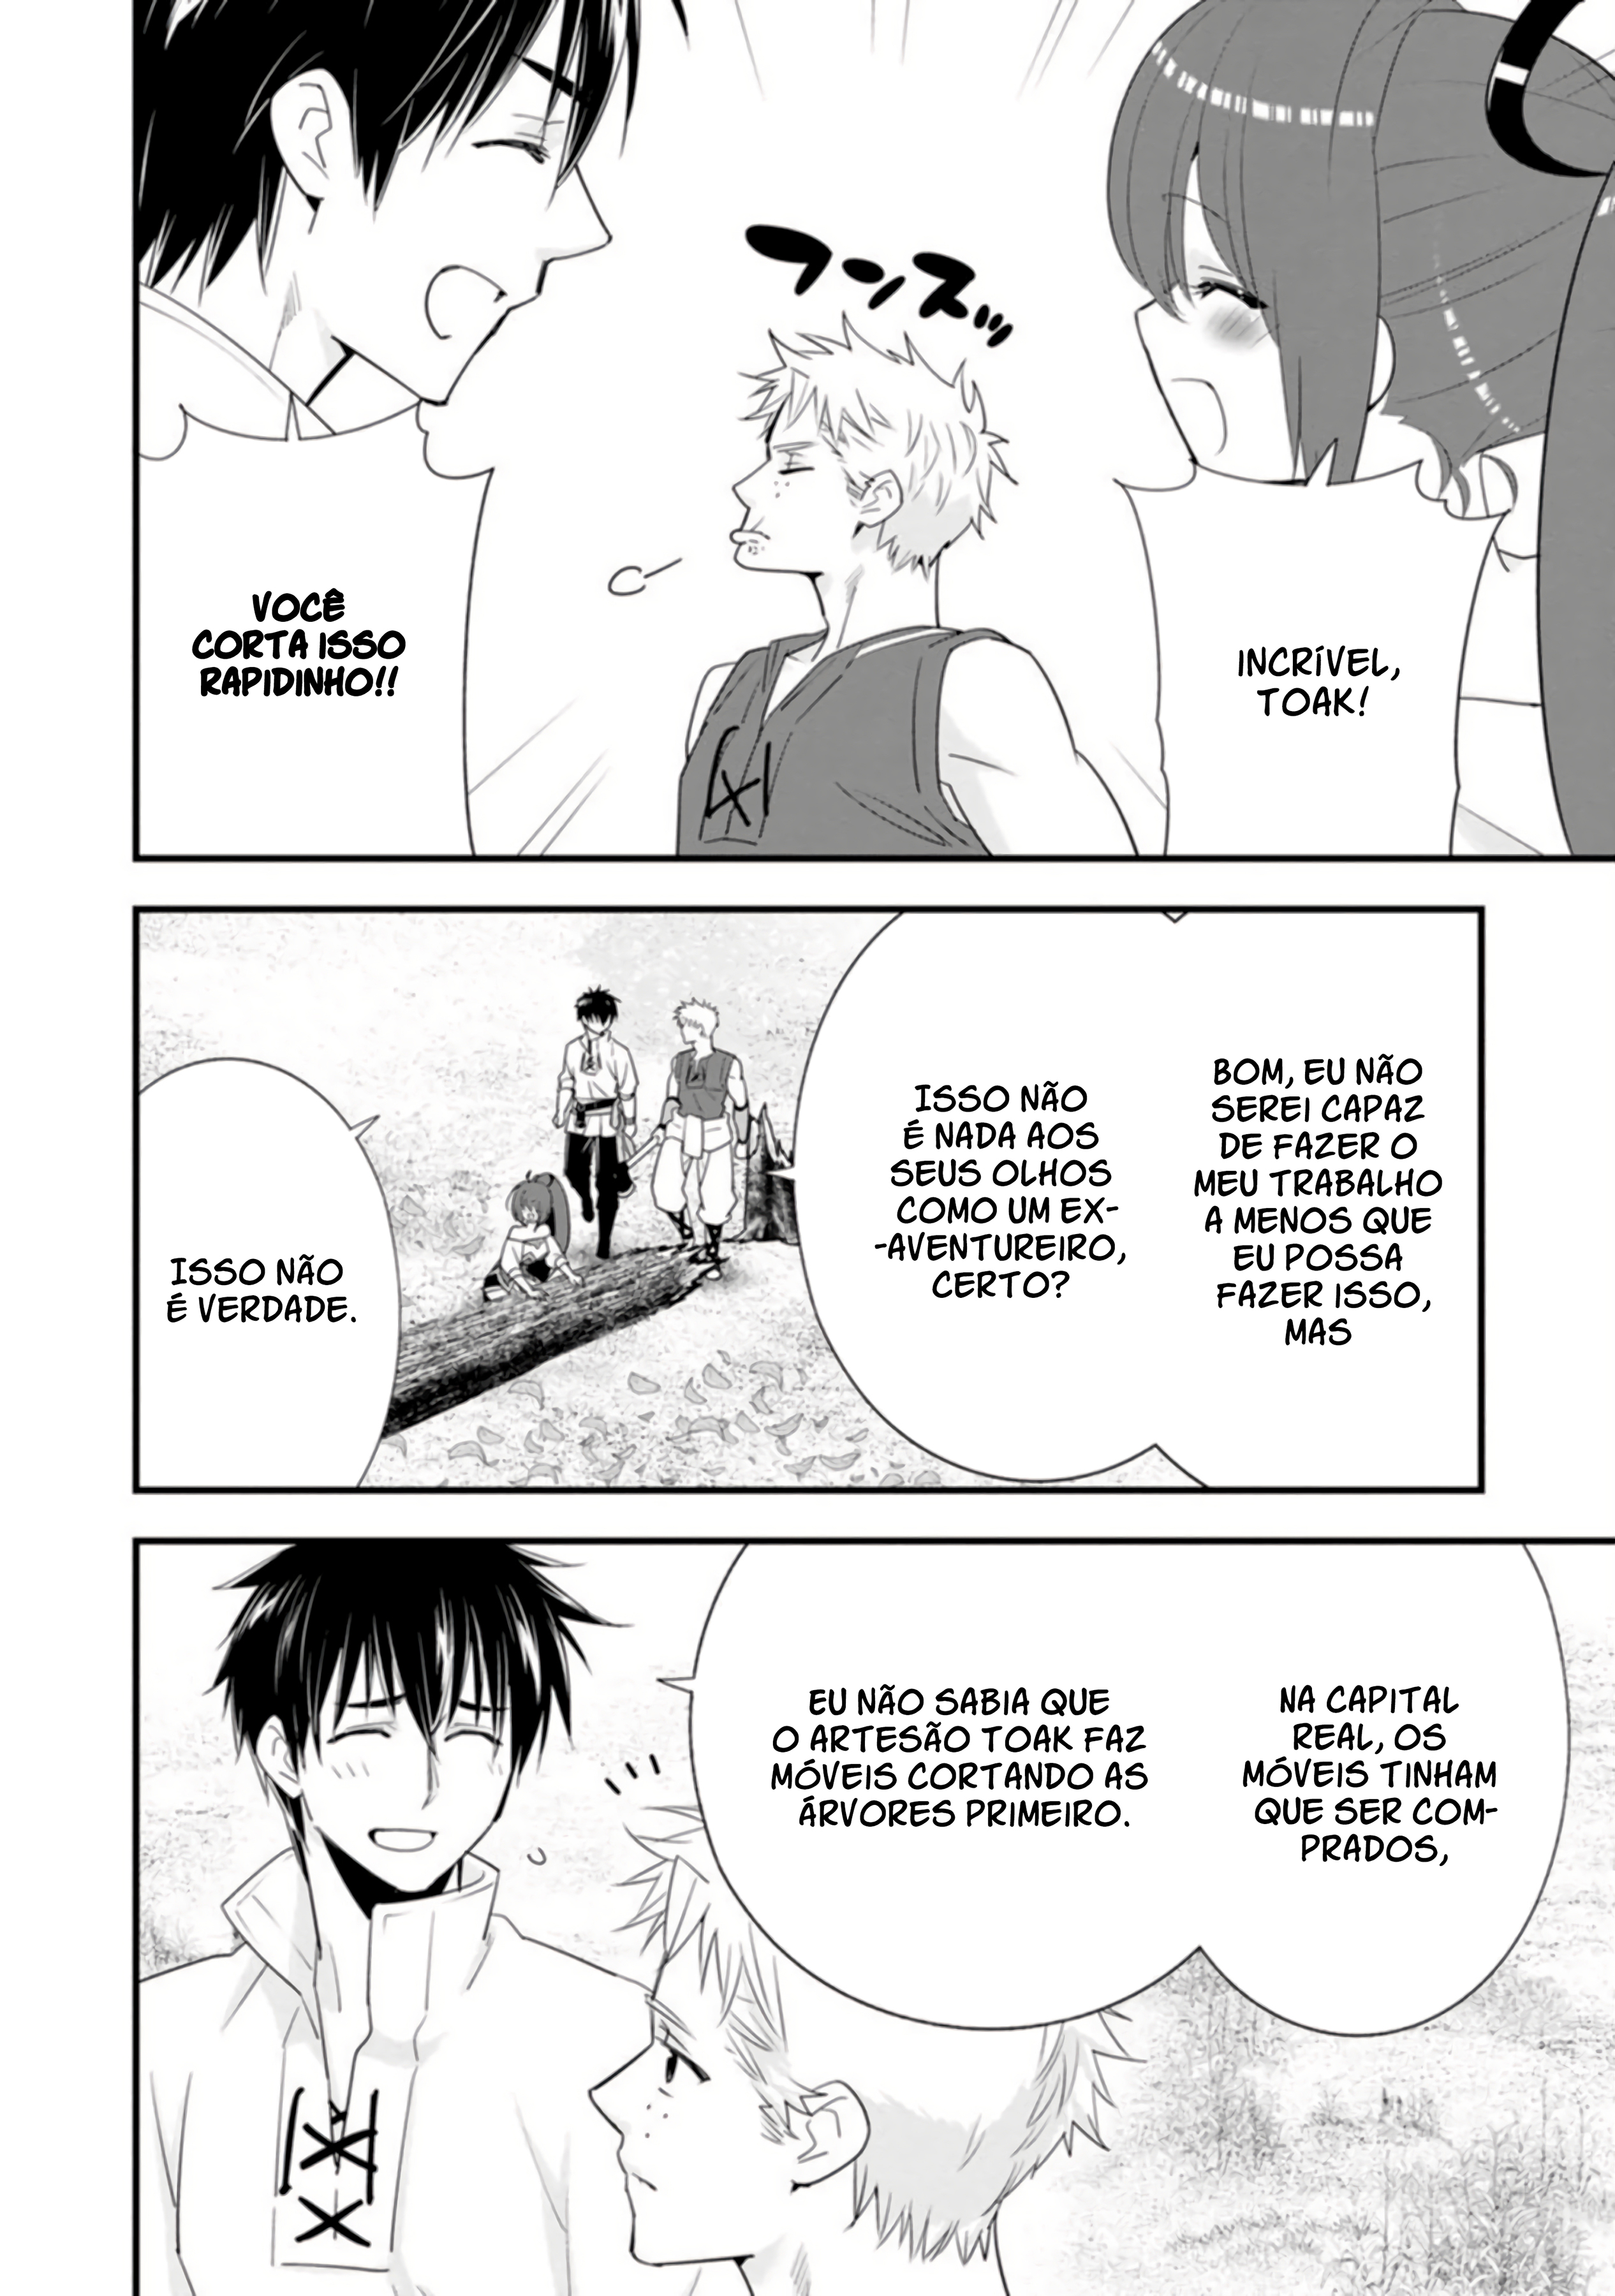 フンスッ
INCRÍVEL,
TOAK!
VOCÊ
CORTA ISSO
RAPIDINHO!!
BOM, EU NÃO
SEREI CAPAZ
DE FAZER O
MEU TRABALHO
A MENOS QUE
EU POSSA
FAZER ISSO,
MAS
ISSO NÃO
É NADA AOS
SEUS OLHOS
COMO UM EX-
-AVENTUREIRO,
CERTO?
ISSO NÃO
É VERDADE.
NA CAPITAL
REAL, OS
MÓVEIS TINHAM
QUE SER COM-
PRADOS,
EU NÃO SABIA QUE
O ARTESÃO TOAK FAZ
MÓVEIS CORTANDO AS
ÁRVORES PRIMEIRO.